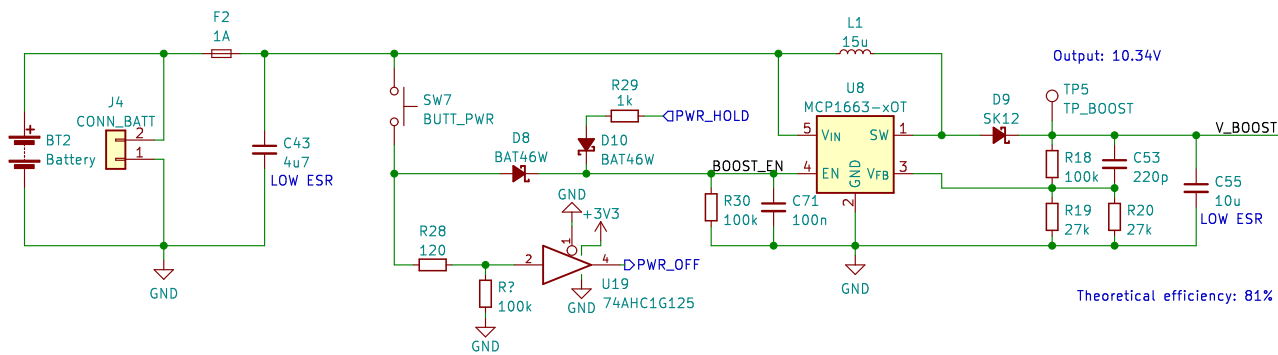 F2
1A
L1
15u
Output: 10.34V
J4
CONN_BATT
2
1
+
BT2
Battery
C43
4u7
LOW ESR
GND
SW7
BUTT_PWR
R29
1k
PWR_HOLD
D8
BAT46W
D10
BAT46W
BOOST_EN
R30
100k
C71
100n
U8
MCP1663-xOT
5
VIN
SW
1
4
EN
VFB
3
GND
2
GND
D9
SK12
TP5
TP_BOOST
V_BOOST
R18
100k
C53
220p
C55
10u
LOW ESR
R19
27k
R20
27k
GND
+3V3
R28
120
1
2
4
PWR_OFF
U19
74AHC1G125
GND
R?
100k
GND
Theoretical efficiency: 81%